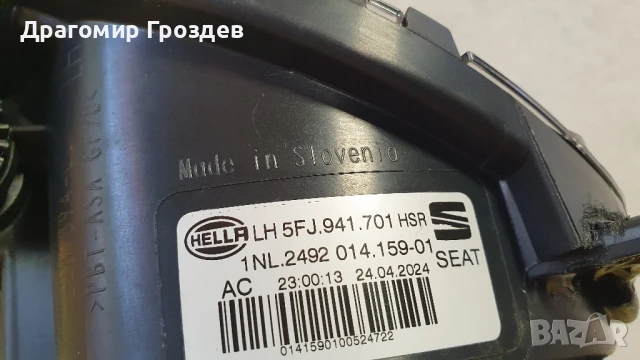 Драгомир Гроздев
Made in Slovenia
HELLA LH 5FJ.941.701 HSR
1NL.2492 014.159-01
SEAT
AC 23:00:13 24.04.2024
0141590100524722
BAZAR